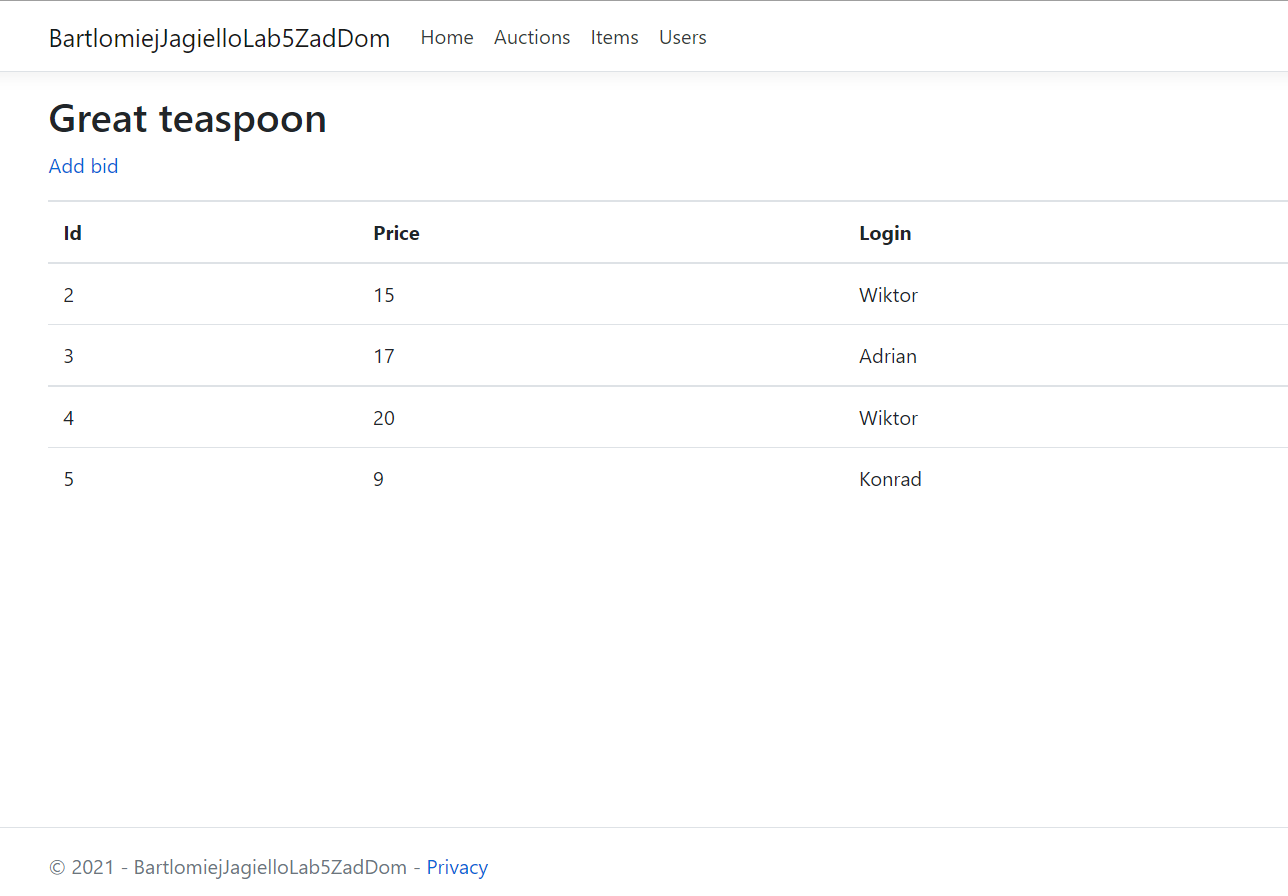 BartlomiejJagielloLab5ZadDom Home Auctions Items Users
Great teaspoon
Add bid
Id Price Login
2 15 Wiktor
3 17 Adrian
4 20 Wiktor
5 9 Konrad
© 2021 - BartlomiejJagielloLab5ZadDom - Privacy